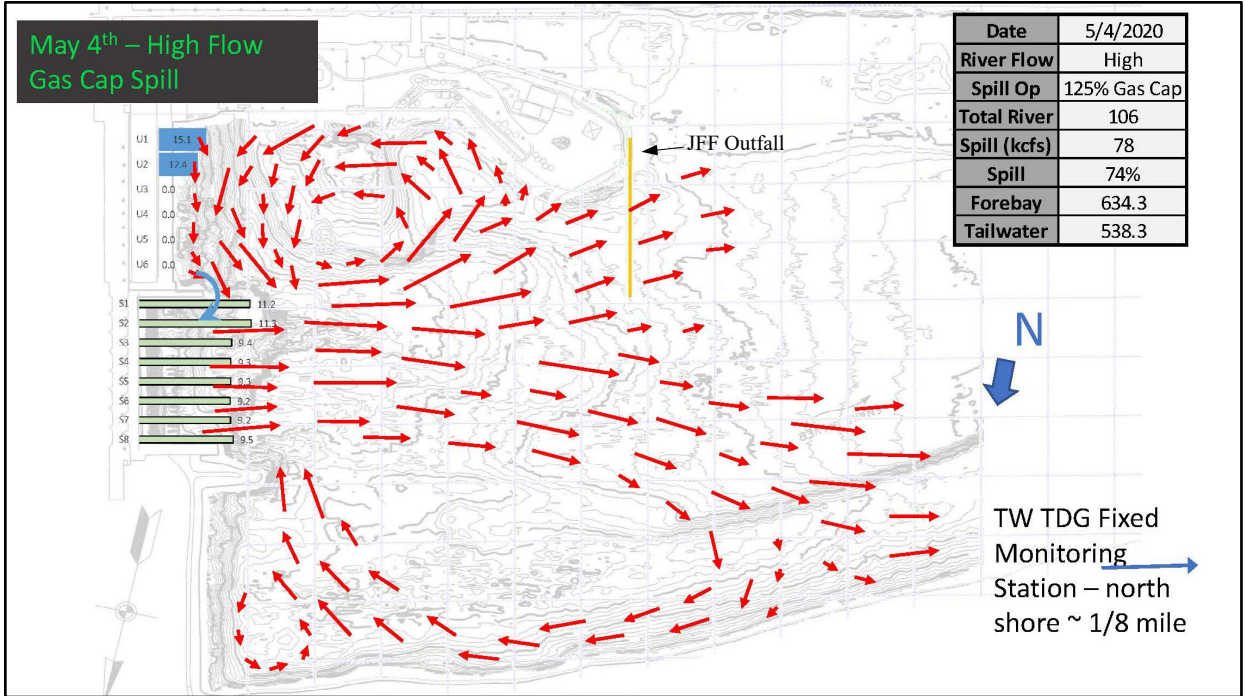 May 4th – High Flow
Gas Cap Spill
Date 5/4/2020
River Flow High
Spill Op 125% Gas Cap
Total River 106
Spill (kcfs) 78
Spill 74%
Forebay 634.3
Tailwater 538.3
JFF Outfall
U1 15.1
U2 12.4
U3 0.0
U4 0.0
U5 0.0
U6 0.0
S1 11.2
S2 11.3
S3 9.4
S4 9.3
S5 9.3
S6 9.2
S7 9.2
S8 9.5
N
TW TDG Fixed
Monitoring
Station – north
shore ~ 1/8 mile